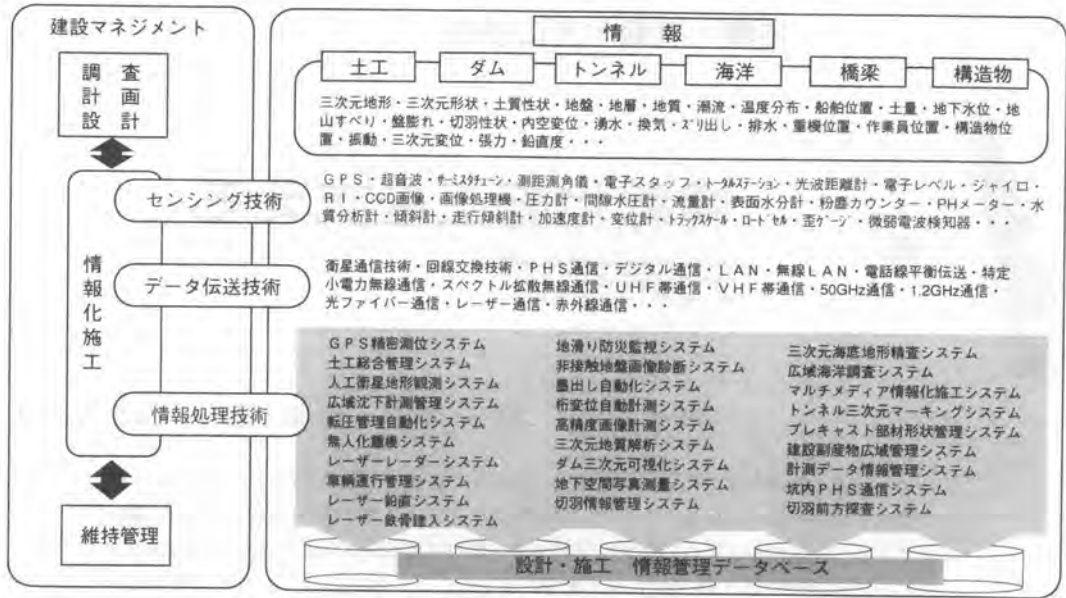 建設マネジメント
調 査
計 画
設 計
情報化施工
維持管理
センシング技術
データ伝送技術
情報処理技術
情 報
土工
ダム
トンネル
海洋
橋梁
構造物
三次元地形・三次元形状・土質性状・地盤・地層・地質・潮流・温度分布・船舶位置・土量・地下水位・地
山すべり・盤膨れ・切羽性状・内空変位・湧水・換気・ズリ出し・排水・重機位置・作業員位置・構造物位
置・振動・三次元変位・張力・鉛直度・・・
GPS・超音波・サーミスタチェーン・測距測角儀・電子スタッフ・トータルステーション・光波距離計・電子レベル・ジャイロ・
RI・CCD画像・画像処理機・圧力計・間隙水圧計・流量計・表面水分計・粉塵カウンター・PHメーター・水
質分析計・傾斜計・走行傾斜計・加速度計・変位計・トラックスケール・ロードセル・歪ゲージ・微弱電波検知器・・・
衛星通信技術・回線交換技術・PHS通信・デジタル通信・LAN・無線LAN・電話線平衡伝送・特定
小電力無線通信・スペクトル拡散無線通信・UHF帯通信・VHF帯通信・50GHz通信・1.2GHz通信・
光ファイバー通信・レーザー通信・赤外線通信・・・
GPS精密測位システム
土工総合管理システム
人工衛星地形観測システム
広域沈下計測管理システム
転圧管理自動化システム
無人化重機システム
レーザーレーダーシステム
車輌運行管理システム
レーザー鉛直システム
レーザー鉄骨建入システム
地滑り防災監視システム
非接触地盤画像診断システム
墨出し自動化システム
桁変位自動計測システム
高精度画像計測システム
三次元地質解析システム
ダム三次元可視化システム
地下空間写真測量システム
切羽情報管理システム
三次元海底地形精査システム
広域海洋調査システム
マルチメディア情報化施工システム
トンネル三次元マーキングシステム
プレキャスト部材形状管理システム
建設副産物広域管理システム
計測データ情報管理システム
坑内PHS通信システム
切羽前方探査システム
設計・施工 情報管理データベース